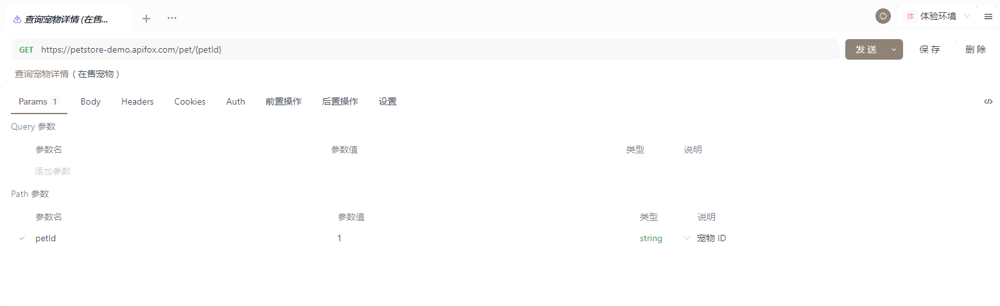 查询宠物详情 (在售... 体 体验环境
GET https://petstore-demo.apifox.com/pet/{petId} 发 送 保 存 删 除
查询宠物详情（在售宠物）
Params 1 Body Headers Cookies Auth 前置操作 后置操作 设置
Query 参数
参数名 参数值 类型 说明
添加参数
Path 参数
参数名 参数值 类型 说明
petId 1 string 宠物 ID